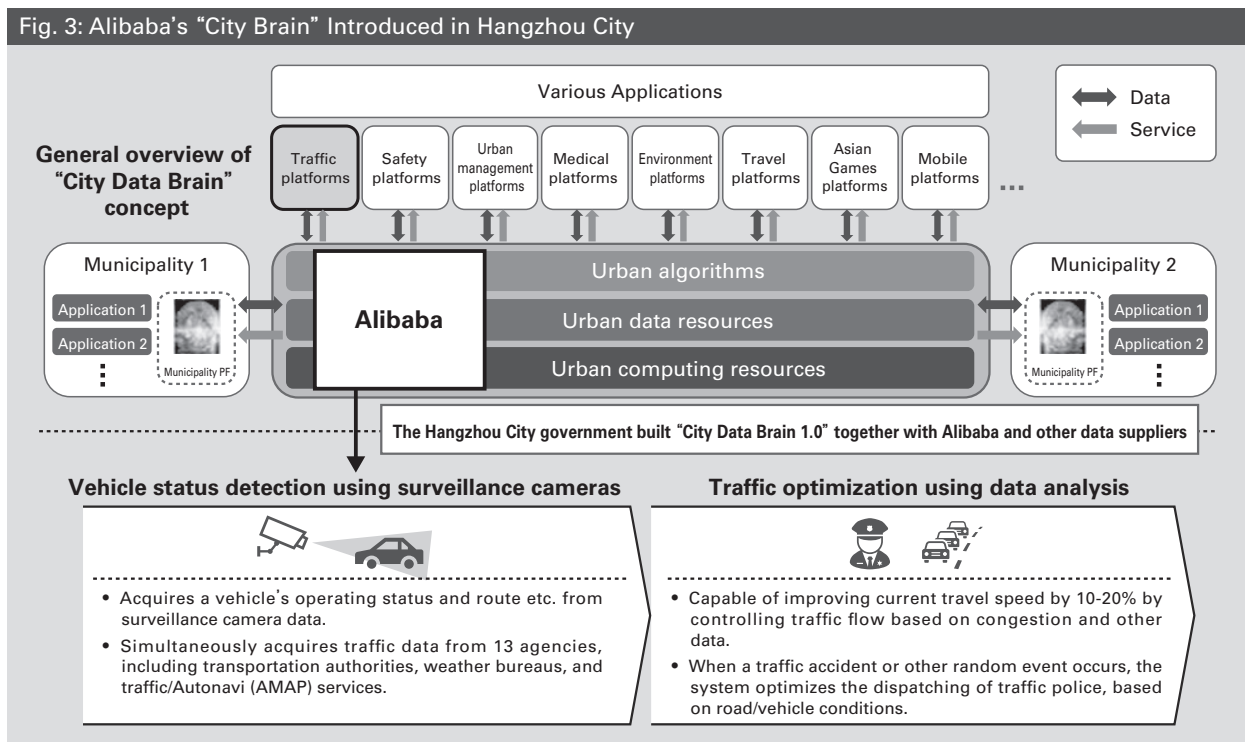 Fig. 3: Alibaba's “City Brain” Introduced in Hangzhou City
Various Applications
Data
Service
General overview of
“City Data Brain”
concept
Traffic
platforms
Safety
platforms
Urban
management
platforms
Medical
platforms
Environment
platforms
Travel
platforms
Asian
Games
platforms
Mobile
platforms
...
Municipality 1
Application 1
Application 2
⋮
Municipality PF
Alibaba
Urban algorithms
Urban data resources
Urban computing resources
Municipality 2
Municipality PF
Application 1
Application 2
⋮
The Hangzhou City government built “City Data Brain 1.0” together with Alibaba and other data suppliers
Vehicle status detection using surveillance cameras
• Acquires a vehicle's operating status and route etc. from
surveillance camera data.
• Simultaneously acquires traffic data from 13 agencies,
including transportation authorities, weather bureaus, and
traffic/Autonavi (AMAP) services.
Traffic optimization using data analysis
• Capable of improving current travel speed by 10-20% by
controlling traffic flow based on congestion and other
data.
• When a traffic accident or other random event occurs, the
system optimizes the dispatching of traffic police, based
on road/vehicle conditions.